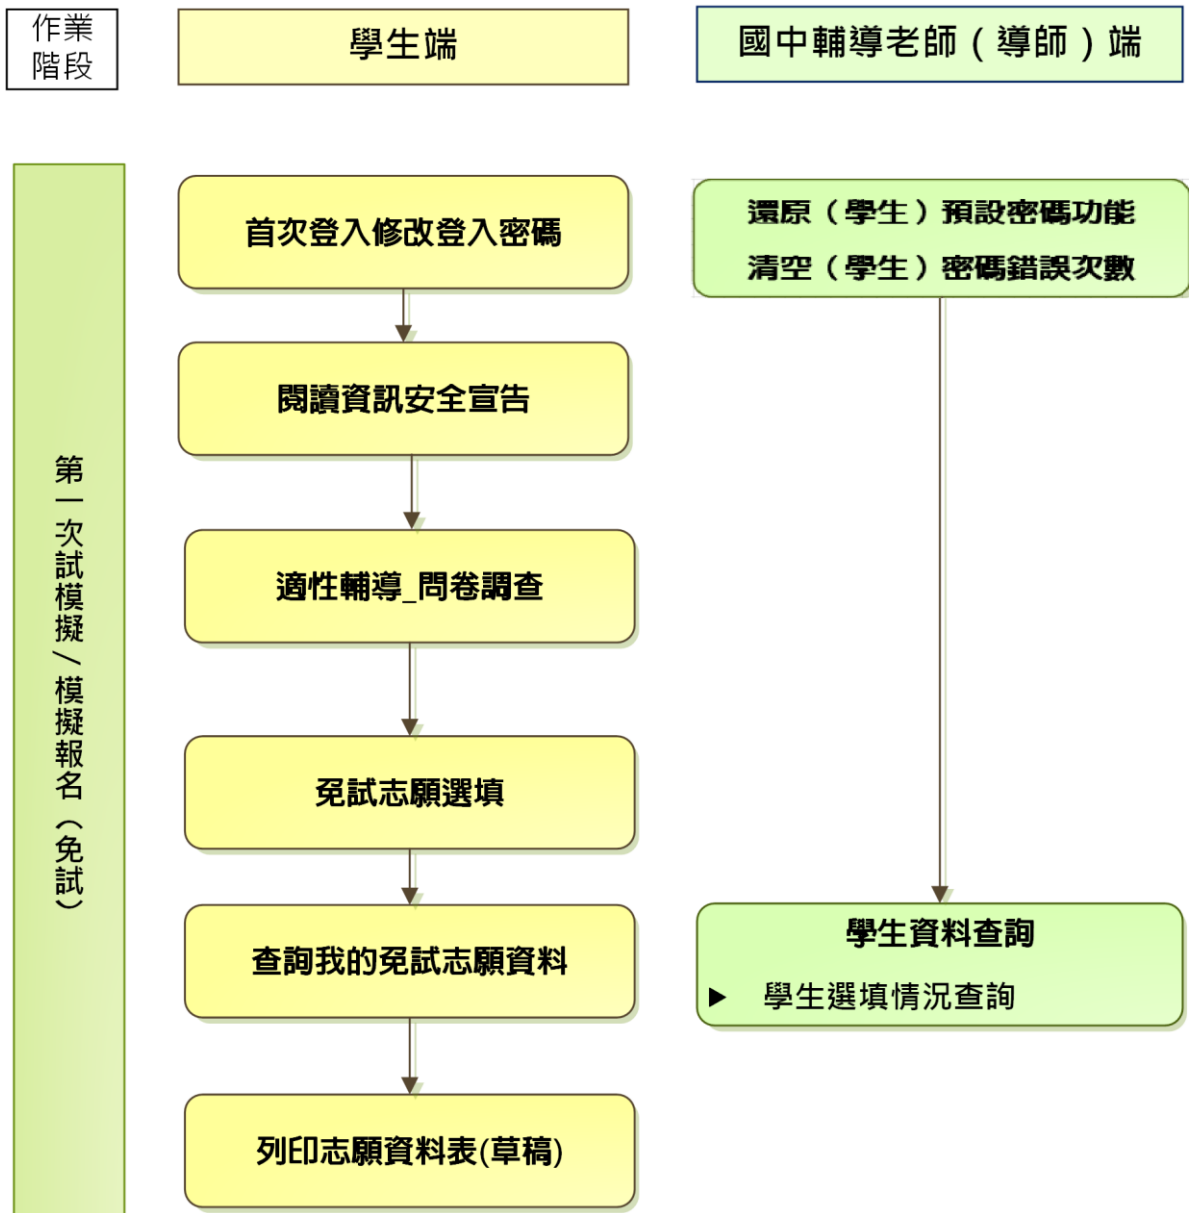 作業
階段
學生端
國中輔導老師（導師）端
第一次試模擬/模擬報名（免試）
首次登入修改登入密碼
閱讀資訊安全宣告
適性輔導_問卷調查
免試志願選填
查詢我的免試志願資料
列印志願資料表(草稿)
還原（學生）預設密碼功能
清空（學生）密碼錯誤次數
學生資料查詢
► 學生選填情況查詢